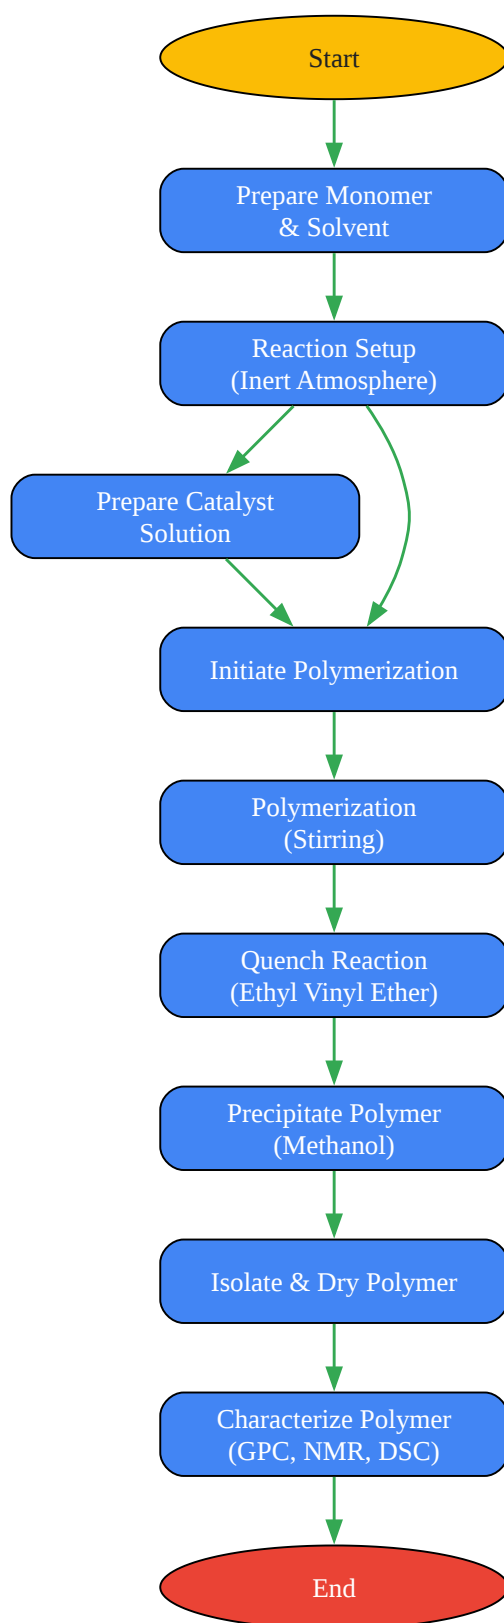 Start
Prepare Monomer
& Solvent
Reaction Setup
(Inert Atmosphere)
Prepare Catalyst
Solution
Initiate Polymerization
Polymerization
(Stirring)
Quench Reaction
(Ethyl Vinyl Ether)
Precipitate Polymer
(Methanol)
Isolate & Dry Polymer
Characterize Polymer
(GPC, NMR, DSC)
End